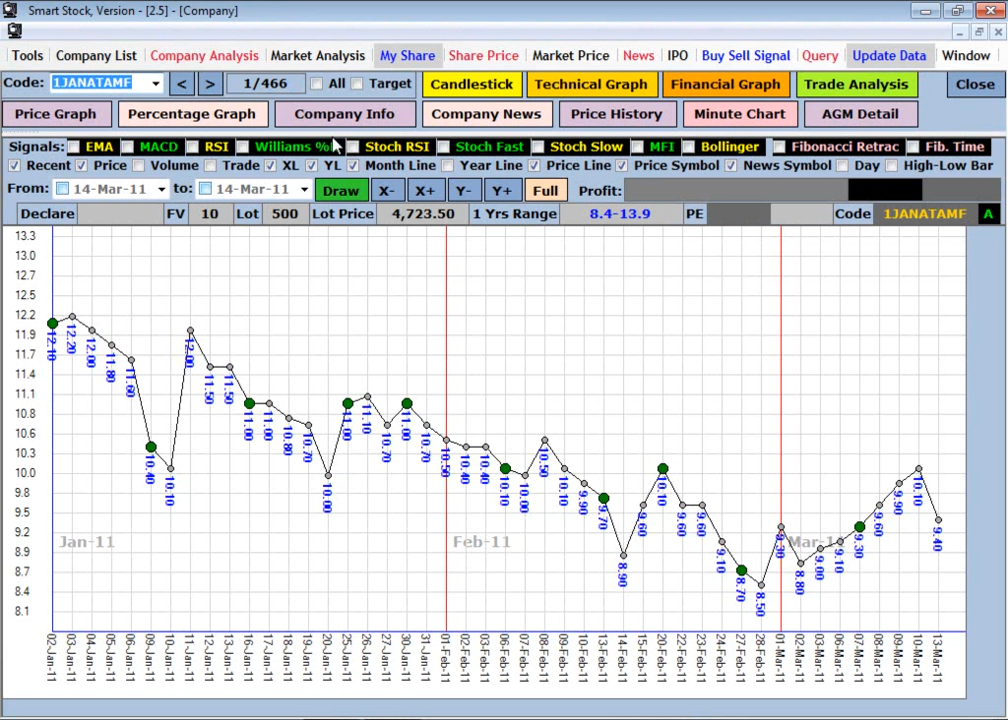 Smart Stock, Version - [2.5] - [Company]
Tools Company List Company Analysis Market Analysis My Share Share Price Market Price News IPO Buy Sell Signal Query Update Data Window
Code: 1JANATAMF < > 1/466 All Target Candlestick Technical Graph Financial Graph Trade Analysis Close
Price Graph Percentage Graph Company Info Company News Price History Minute Chart AGM Detail
Signals: EMA MACD RSI Williams % Stoch RSI Stoch Fast Stoch Slow MFI Bollinger Fibonacci Retrac Fib. Time
Recent Price Volume Trade XL YL Month Line Year Line Price Line Price Symbol News Symbol Day High-Low Bar
From: 14-Mar-11 to: 14-Mar-11 Draw X- X+ Y- Y+ Full Profit:
Declare FV 10 Lot 500 Lot Price 4,723.50 1 Yrs Range 8.4-13.9 PE Code 1JANATAMF A
13.3
13.0
12.7
12.5
12.2
11.9
11.7
11.4
11.1
10.8
10.6
10.3
10.0
9.8
9.5
9.2
8.9
8.7
8.4
8.1
12.10 12.20 12.00 11.80 11.60 10.40 10.10 12.00 11.50 11.50 11.00 11.00 10.80 10.70 10.00 11.00 11.10 10.70 11.00 10.70 10.50 10.40 10.40 10.10 10.00 10.50 10.10 9.90 9.70 8.90 9.60 10.10 9.60 9.60 9.10 8.70 8.50 9.30 8.80 9.00 9.10 9.30 9.60 9.90 10.10 9.40
Jan-11 Feb-11 Mar-11
02-Jan-11 03-Jan-11 04-Jan-11 05-Jan-11 06-Jan-11 09-Jan-11 10-Jan-11 11-Jan-11 12-Jan-11 13-Jan-11 16-Jan-11 17-Jan-11 18-Jan-11 19-Jan-11 20-Jan-11 25-Jan-11 26-Jan-11 27-Jan-11 30-Jan-11 31-Jan-11 01-Feb-11 02-Feb-11 03-Feb-11 06-Feb-11 07-Feb-11 08-Feb-11 09-Feb-11 10-Feb-11 13-Feb-11 14-Feb-11 15-Feb-11 20-Feb-11 22-Feb-11 23-Feb-11 24-Feb-11 27-Feb-11 28-Feb-11 01-Mar-11 02-Mar-11 03-Mar-11 06-Mar-11 07-Mar-11 08-Mar-11 09-Mar-11 10-Mar-11 13-Mar-11